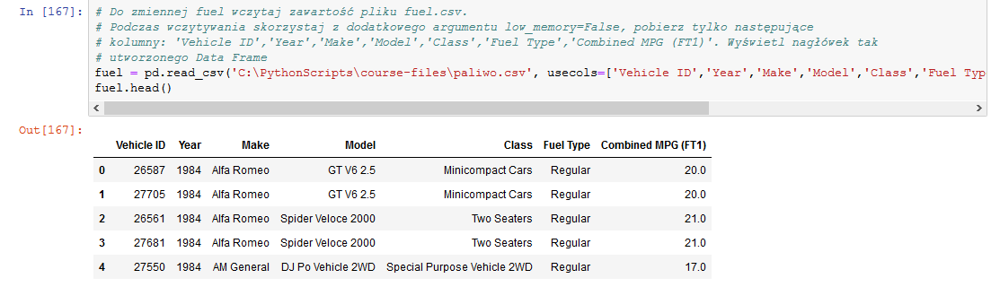 In [167]: # Do zmiennej fuel wczytaj zawartość pliku fuel.csv.
# Podczas wczytywania skorzystaj z dodatkowego argumentu low_memory=False, pobierz tylko następujące
# kolumny: 'Vehicle ID','Year','Make','Model','Class','Fuel Type','Combined MPG (FT1)'. Wyświetl nagłówek tak
# utworzonego Data Frame
fuel = pd.read_csv('C:\PythonScripts\course-files\paliwo.csv', usecols=['Vehicle ID','Year','Make','Model','Class','Fuel Typ
fuel.head()
Out[167]:
Vehicle ID Year Make Model Class Fuel Type Combined MPG (FT1)
0 26587 1984 Alfa Romeo GT V6 2.5 Minicompact Cars Regular 20.0
1 27705 1984 Alfa Romeo GT V6 2.5 Minicompact Cars Regular 20.0
2 26561 1984 Alfa Romeo Spider Veloce 2000 Two Seaters Regular 21.0
3 27681 1984 Alfa Romeo Spider Veloce 2000 Two Seaters Regular 21.0
4 27550 1984 AM General DJ Po Vehicle 2WD Special Purpose Vehicle 2WD Regular 17.0